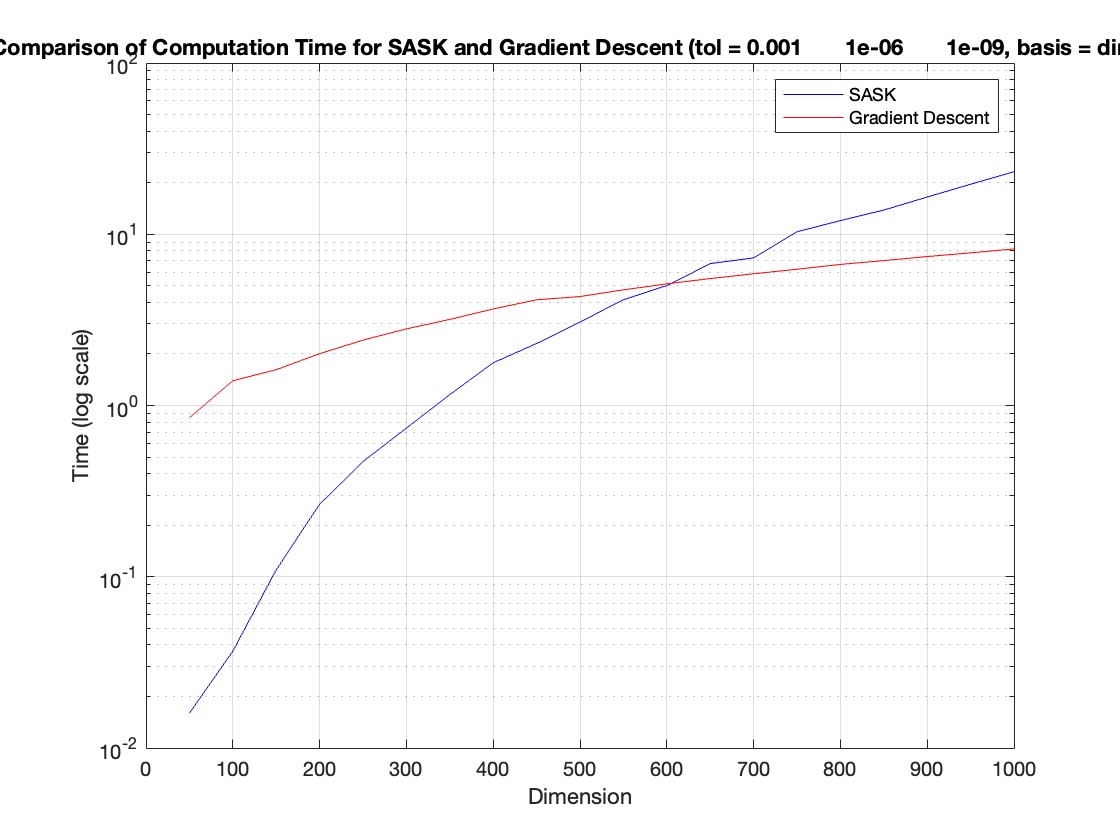 Comparison of Computation Time for SASK and Gradient Descent (tol = 0.001 1e-06 1e-09, basis = di
SASK
Gradient Descent
Time (log scale)
10^2
10^1
10^0
10^-1
10^-2
0 100 200 300 400 500 600 700 800 900 1000
Dimension